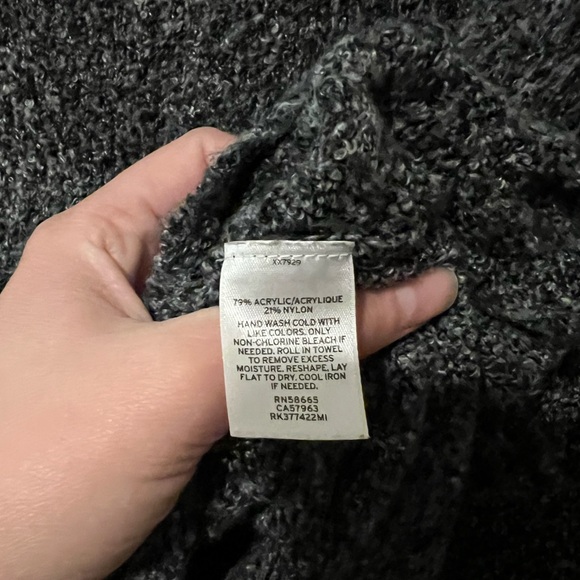 XX7929
79% ACRYLIC/ACRYLIQUE
21% NYLON
HAND WASH COLD WITH
LIKE COLORS. ONLY
NON-CHLORINE BLEACH IF
NEEDED. ROLL IN TOWEL
TO REMOVE EXCESS
MOISTURE. RESHAPE, LAY
FLAT TO DRY. COOL IRON
IF NEEDED.
RN58665
CA57963
RK377422MI